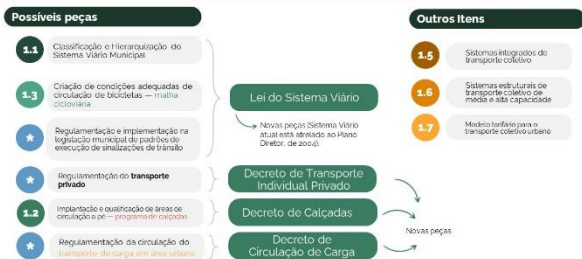 Possíveis peças
1.1
Classificação e Hierarquização do
Sistema Viário Municipal
1.3
Criação de condições adequadas de
circulação de bicicletas — malha
cicloviária
*
Regulamentação e implementação na
legislação municipal de padrões de
execução de sinalizações de trânsito
*
Regulamentação do transporte
privado
1.2
Implantação e qualificação de áreas de
circulação a pé — programa de calçadas
*
Regulamentação da circulação do
transporte de carga em área urbana
Lei do Sistema Viário
Novas peças (Sistema Viário
atual está atrelado ao Plano
Diretor, de 2004).
Decreto de Transporte
Individual Privado
Decreto de Calçadas
Decreto de
Circulação de Carga
Novas peças
Outros Itens
1.5
Sistemas integrados de
transporte coletivo
1.6
Sistemas estruturais de
transporte coletivo de
média e alta capacidade
1.7
Modelo tarifário para o
transporte coletivo urbano